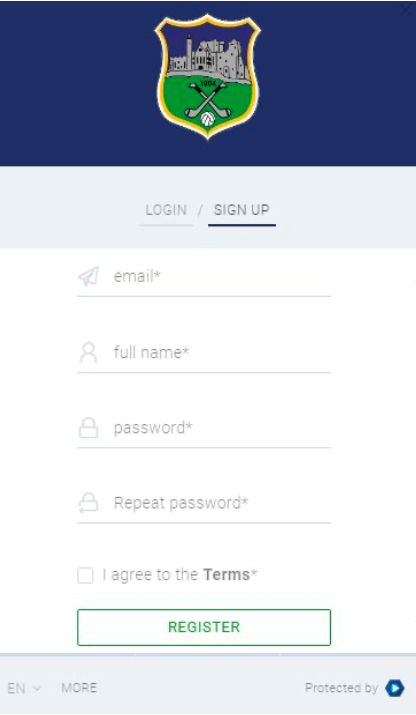 1884
LOGIN / SIGN UP
email*
full name*
password*
Repeat password*
I agree to the Terms*
REGISTER
EN MORE Protected by